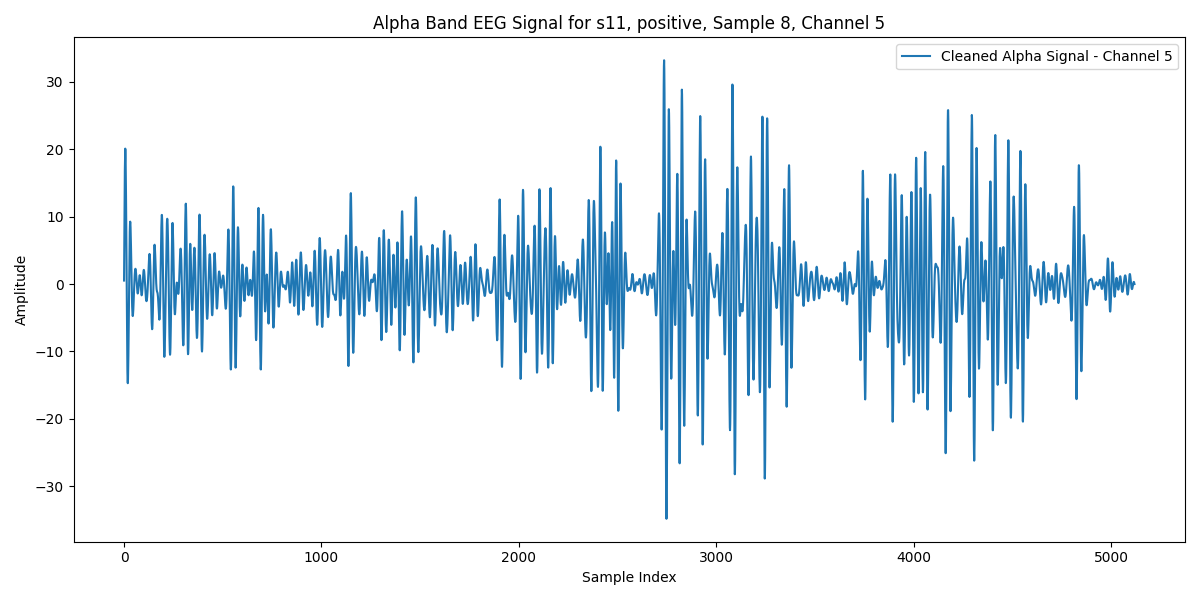 Alpha Band EEG Signal for s11, positive, Sample 8, Channel 5
Cleaned Alpha Signal - Channel 5
Amplitude
30
20
10
0
−10
−20
−30
0 1000 2000 3000 4000 5000
Sample Index